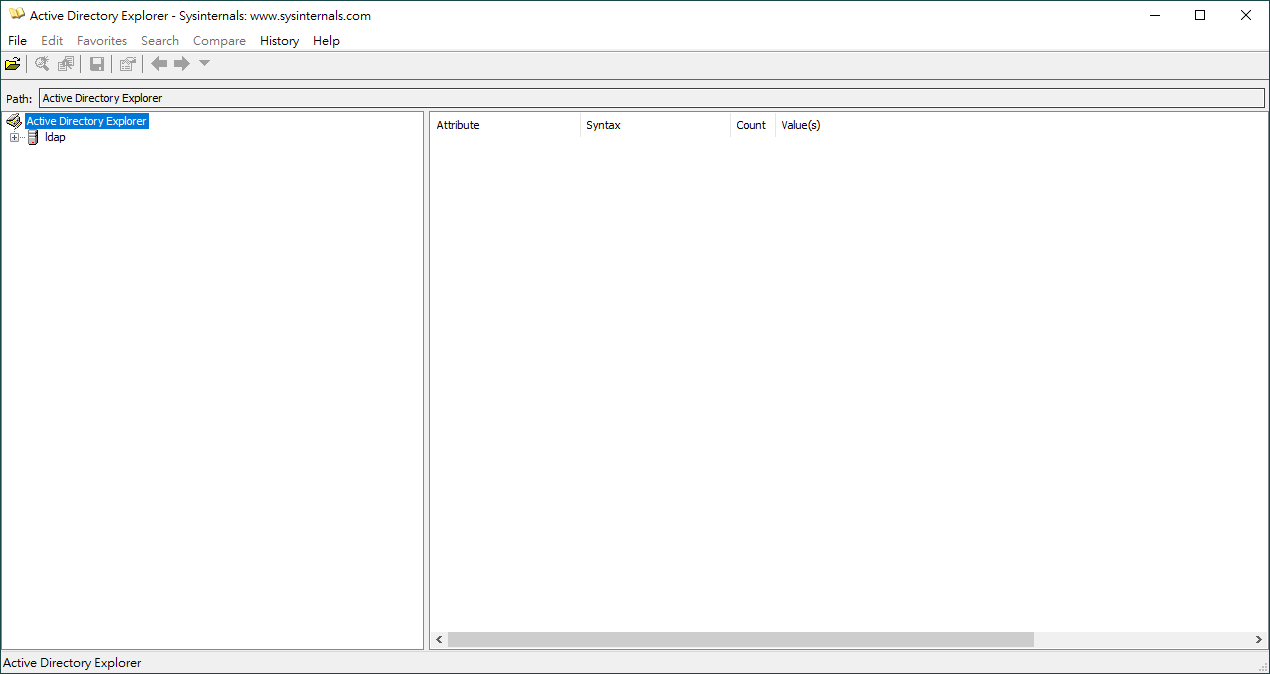 Active Directory Explorer - Sysinternals: www.sysinternals.com
File Edit Favorites Search Compare History Help
Path: Active Directory Explorer
Active Directory Explorer
ldap
Attribute Syntax Count Value(s)
Active Directory Explorer